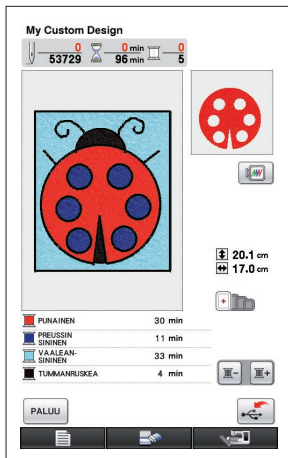 My Custom Design
0 0 min 0
53729 96 min 5
20.1 cm
17.0 cm
PUNAINEN 30 min
PREUSSIN
SININEN 11 min
VAALEAN-
SININEN 33 min
TUMMANRUSKEA 4 min
PALUU